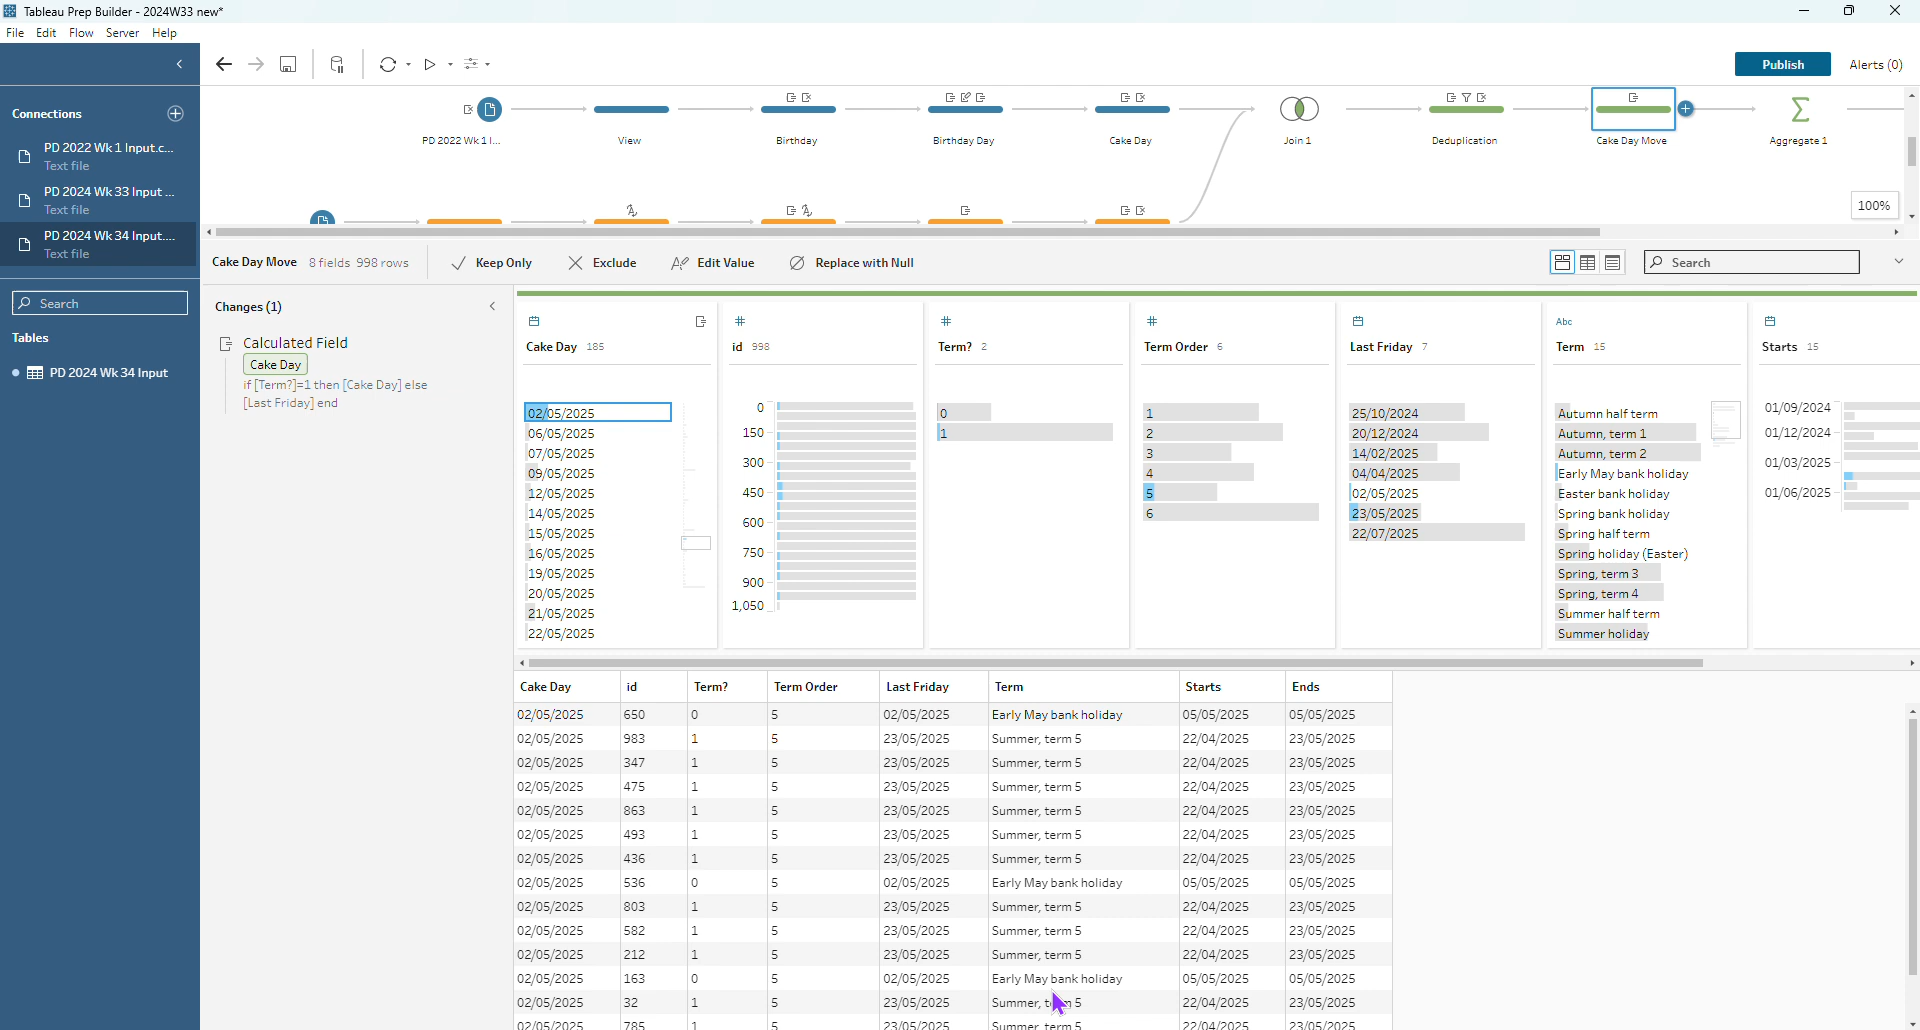 Tableau Prep Builder - 2024W33 new*
File Edit Flow Server Help
Publish Alerts (0)
Connections
PD 2022 Wk 1 Input.c...
Text file
PD 2024 Wk 33 Input ...
Text file
PD 2024 Wk 34 Input....
Text file
Search
Tables
PD 2024 Wk 34 Input
PD 2022 Wk 1 I... View Birthday Birthday Day Cake Day Join 1 Deduplication Cake Day Move Aggregate 1
100%
Cake Day Move 8 fields 998 rows Keep Only Exclude Edit Value Replace with Null Search
Changes (1)
Calculated Field
Cake Day
if [Term?]=1 then [Cake Day] else
[Last Friday] end
Cake Day 185
02/05/2025
06/05/2025
07/05/2025
09/05/2025
12/05/2025
14/05/2025
15/05/2025
16/05/2025
19/05/2025
20/05/2025
21/05/2025
22/05/2025
id 998
0
150
300
450
600
750
900
1,050
Term? 2
0
1
Term Order 6
1
2
3
4
5
6
Last Friday 7
25/10/2024
20/12/2024
14/02/2025
04/04/2025
02/05/2025
23/05/2025
22/07/2025
Abc
Term 15
Autumn half term
Autumn, term 1
Autumn, term 2
Early May bank holiday
Easter bank holiday
Spring bank holiday
Spring half term
Spring holiday (Easter)
Spring, term 3
Spring, term 4
Summer half term
Summer holiday
Starts 15
01/09/2024
01/12/2024
01/03/2025
01/06/2025
Cake Day id Term? Term Order Last Friday Term Starts Ends
02/05/2025 650 0 5 02/05/2025 Early May bank holiday 05/05/2025 05/05/2025
02/05/2025 983 1 5 23/05/2025 Summer, term 5 22/04/2025 23/05/2025
02/05/2025 347 1 5 23/05/2025 Summer, term 5 22/04/2025 23/05/2025
02/05/2025 475 1 5 23/05/2025 Summer, term 5 22/04/2025 23/05/2025
02/05/2025 863 1 5 23/05/2025 Summer, term 5 22/04/2025 23/05/2025
02/05/2025 493 1 5 23/05/2025 Summer, term 5 22/04/2025 23/05/2025
02/05/2025 436 1 5 23/05/2025 Summer, term 5 22/04/2025 23/05/2025
02/05/2025 536 0 5 02/05/2025 Early May bank holiday 05/05/2025 05/05/2025
02/05/2025 803 1 5 23/05/2025 Summer, term 5 22/04/2025 23/05/2025
02/05/2025 582 1 5 23/05/2025 Summer, term 5 22/04/2025 23/05/2025
02/05/2025 212 1 5 23/05/2025 Summer, term 5 22/04/2025 23/05/2025
02/05/2025 163 0 5 02/05/2025 Early May bank holiday 05/05/2025 05/05/2025
02/05/2025 32 1 5 23/05/2025 Summer, term 5 22/04/2025 23/05/2025
02/05/2025 785 1 5 23/05/2025 Summer, term 5 22/04/2025 23/05/2025